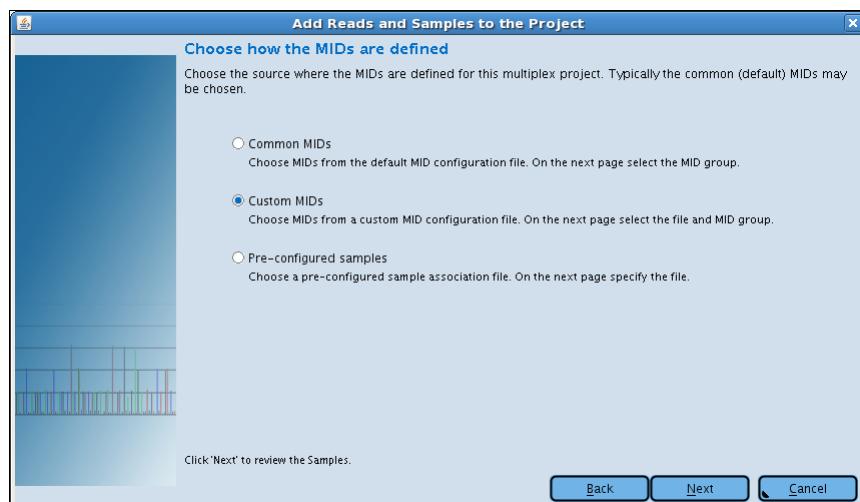 Add Reads and Samples to the Project
Choose how the MIDs are defined
Choose the source where the MIDs are defined for this multiplex project. Typically the common (default) MIDs may
be chosen.
Common MIDs
Choose MIDs from the default MID configuration file. On the next page select the MID group.
Custom MIDs
Choose MIDs from a custom MID configuration file. On the next page select the file and MID group.
Pre-configured samples
Choose a pre-configured sample association file. On the next page specify the file.
Click 'Next' to review the Samples.
Back Next Cancel